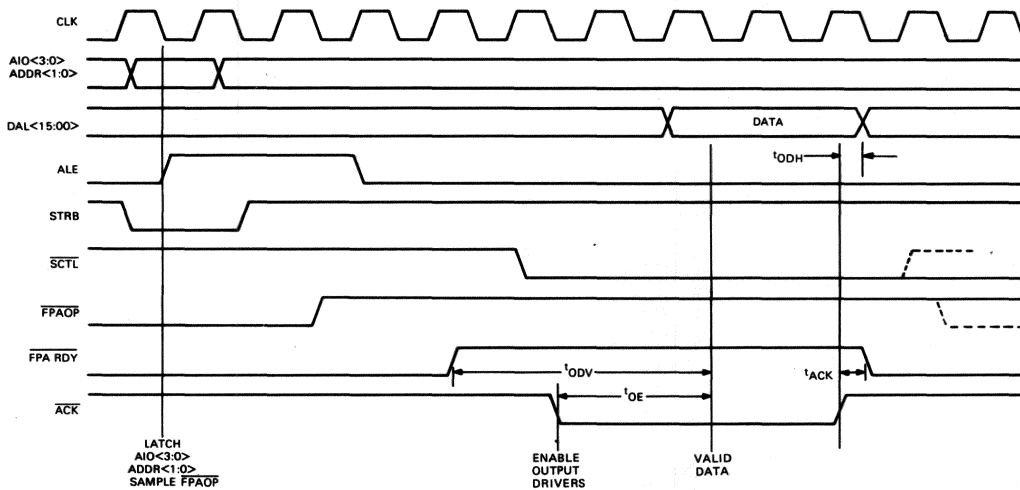 CLK
AIO<3:0>
ADDR<1:0>
DAL<15:00>
DATA
tODH
ALE
STRB
SCTL
FPAOP
FPA RDY
tODV
tACK
ACK
tOE
LATCH
AIO<3:0>
ADDR<1:0>
SAMPLE FPAOP
ENABLE
OUTPUT
DRIVERS
VALID
DATA